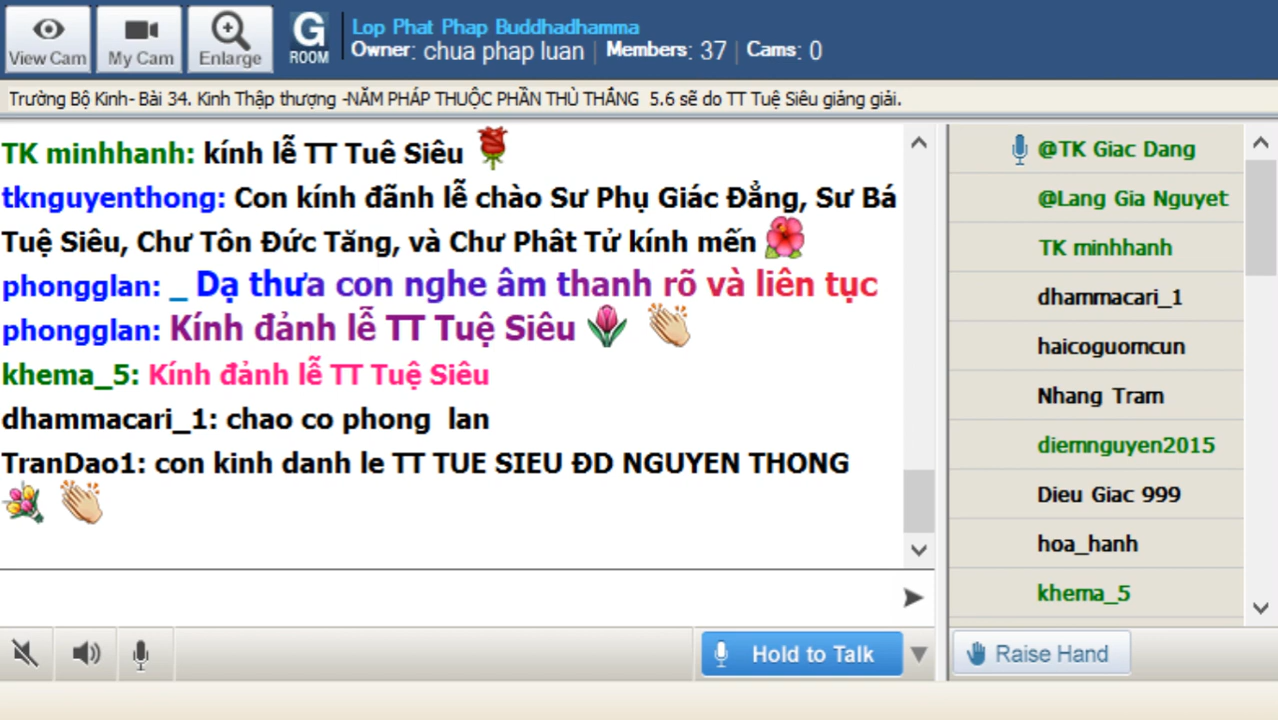 View Cam
My Cam
Enlarge
G
ROOM
Lop Phat Phap Buddhadhamma
Owner: chua phap luan | Members: 37 | Cams: 0
Trường Bộ Kinh- Bài 34. Kinh Thập thượng -NĂM PHÁP THUỘC PHẦN THÙ THẮNG 5.6 sẽ do TT Tuệ Siêu giảng giải.
TK minhhanh: kính lễ TT Tuê Siêu
tknguyenthong: Con kính đãnh lễ chào Sư Phụ Giác Đẳng, Sư Bá
Tuệ Siêu, Chư Tôn Đức Tăng, và Chư Phât Tử kính mến
phongglan: _ Dạ thưa con nghe âm thanh rõ và liên tục
phongglan: Kính đảnh lễ TT Tuệ Siêu
khema_5: Kính đảnh lễ TT Tuệ Siêu
dhammacari_1: chao co phong lan
TranDao1: con kinh danh le TT TUE SIEU ĐD NGUYEN THONG
@TK Giac Dang
@Lang Gia Nguyet
TK minhhanh
dhammacari_1
haicoguomcun
Nhang Tram
diemnguyen2015
Dieu Giac 999
hoa_hanh
khema_5
Hold to Talk
Raise Hand